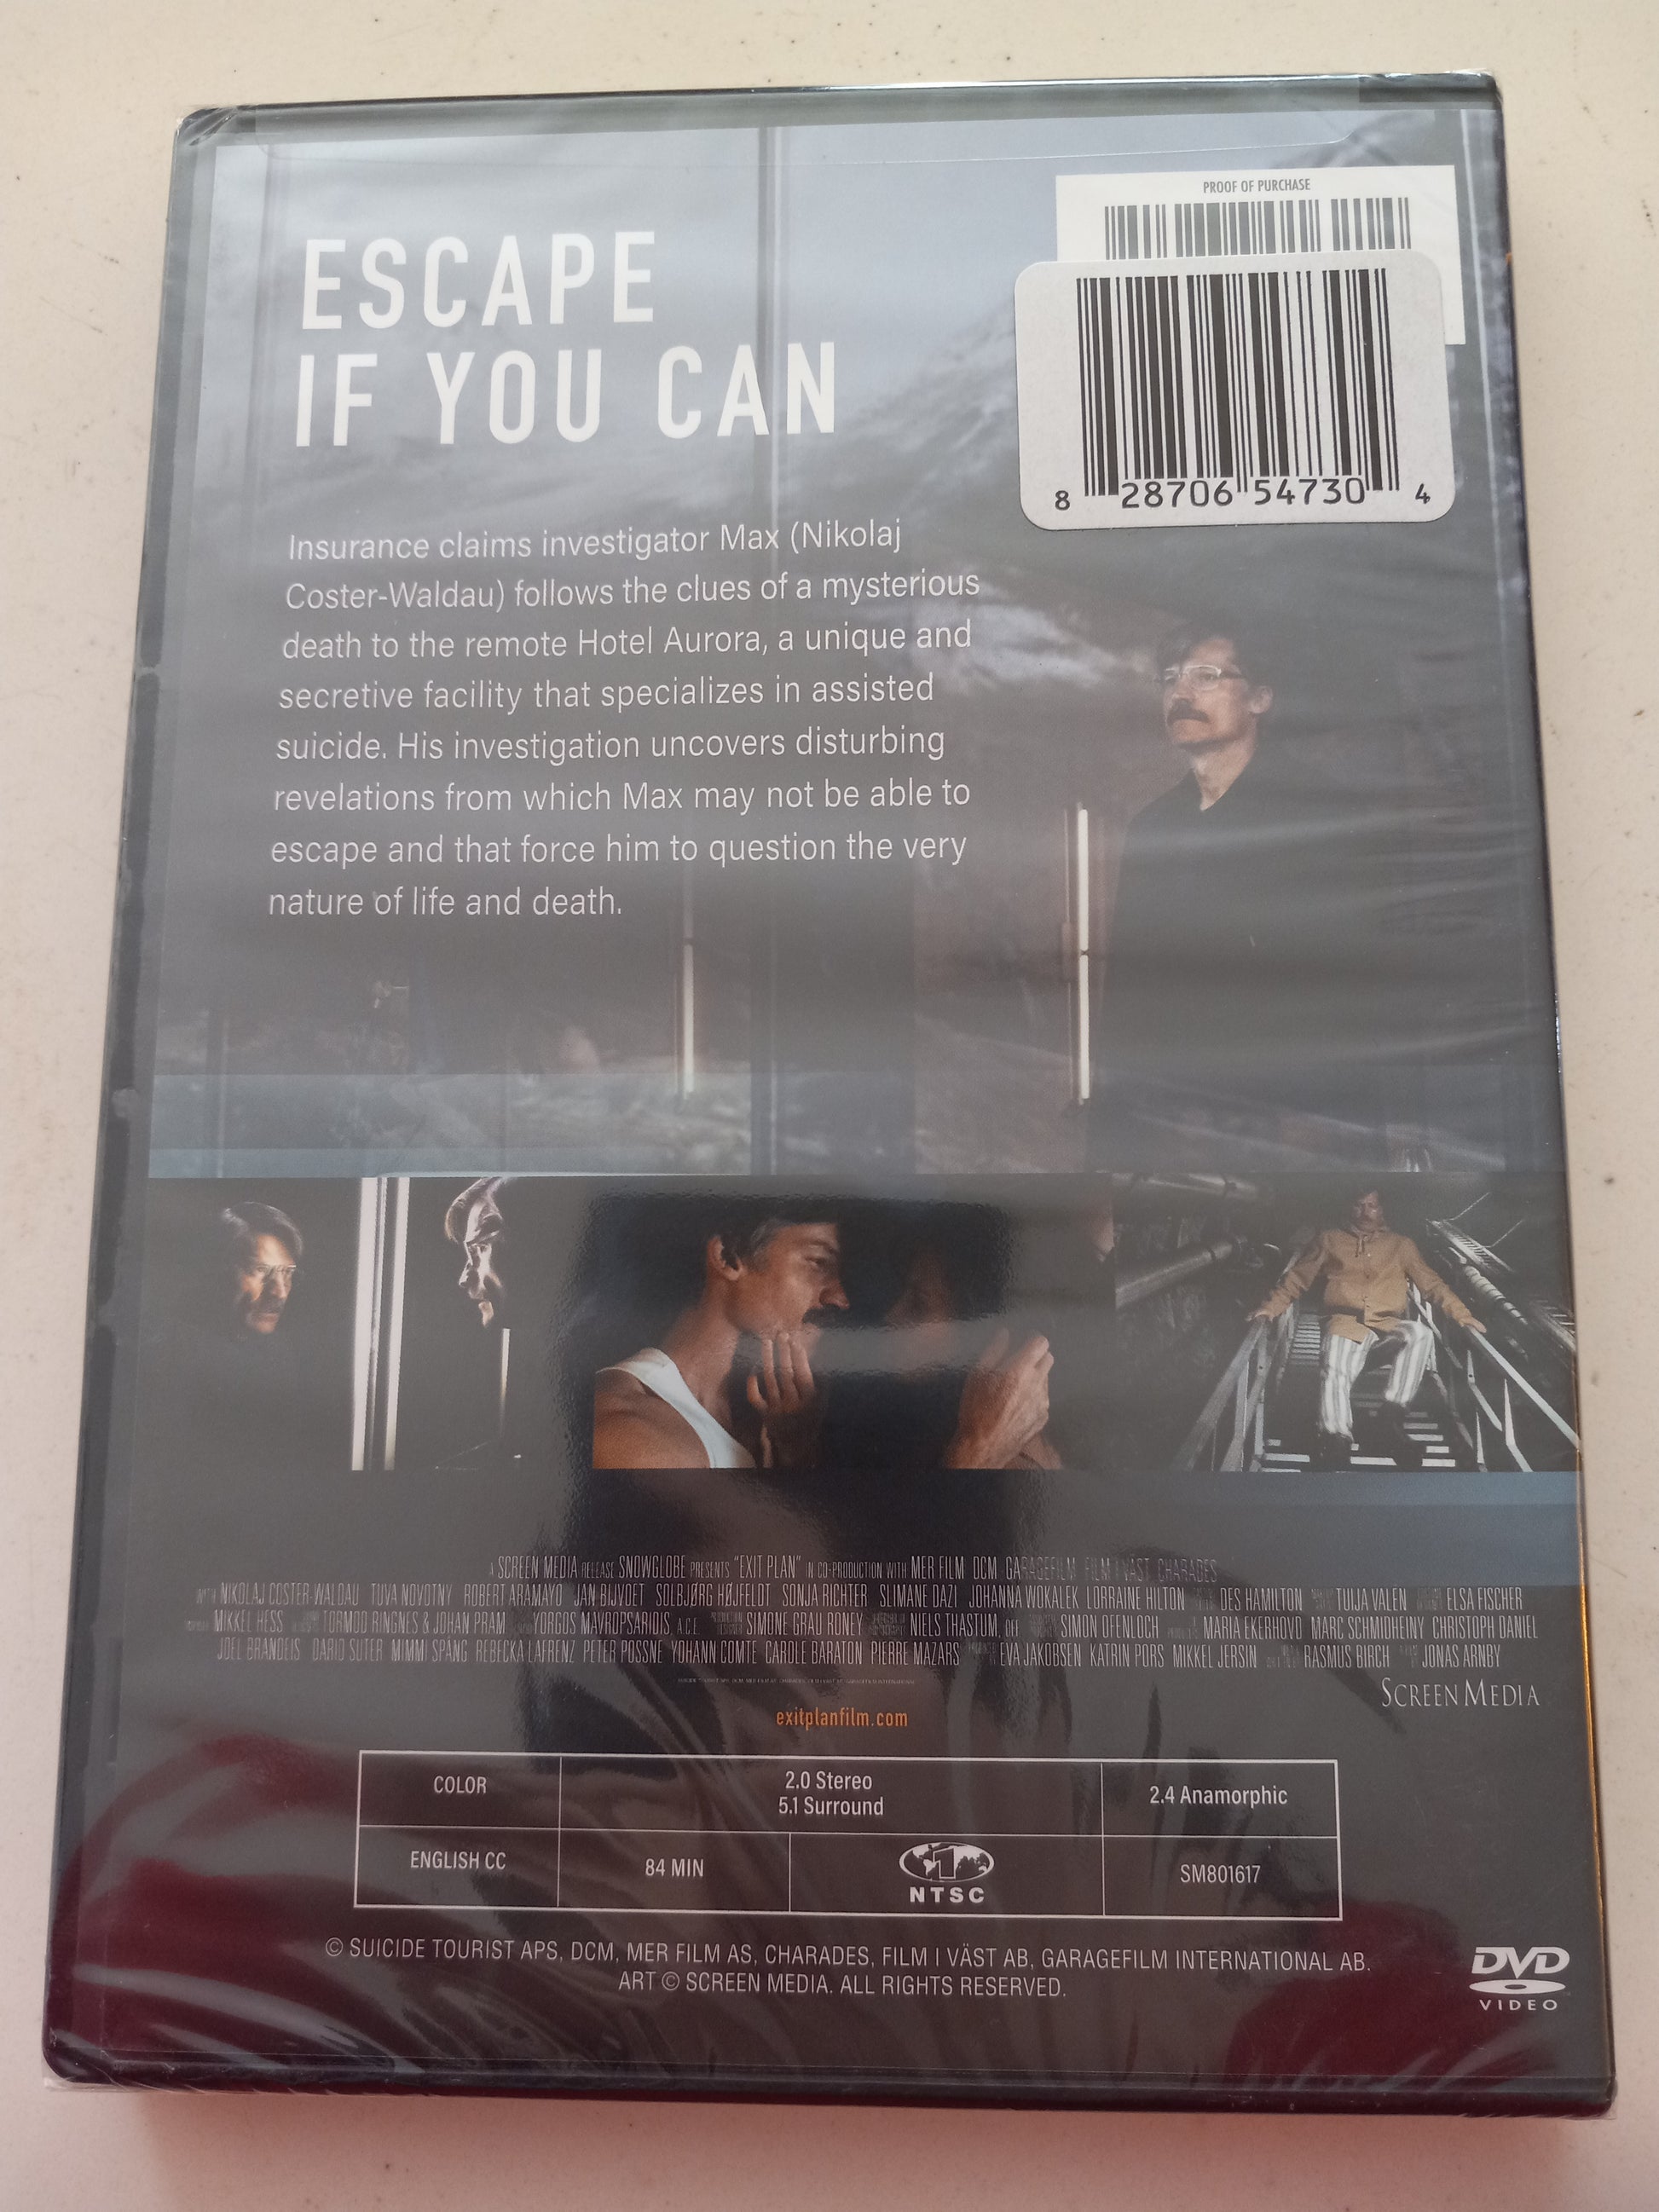 PROOF OF PURCHASE
8 28706 54730 4
ESCAPE
IF YOU CAN
Insurance claims investigator Max (Nikolaj
Coster-Waldau) follows the clues of a mysterious
death to the remote Hotel Aurora, a unique and
secretive facility that specializes in assisted
suicide. His investigation uncovers disturbing
revelations from which Max may not be able to
escape and that force him to question the very
nature of life and death.
A SCREEN MEDIA RELEASE SNOWGLOBE PRESENTS "EXIT PLAN" IN CO-PRODUCTION WITH MER FILM DCM GARAGEFILM FILM I VÄST CHARADES
WITH NIKOLAJ COSTER-WALDAU TUVA NOVOTNY ROBERT ARAMAYO JAN BIJVOET SOLBJØRG HØJFELDT SONJA RICHTER SLIMANE DAZI JOHANNA WOKALEK LORRAINE HILTON DES HAMILTON TUIJA VALEN ELSA FISCHER
MIKKEL HESS TORMOD RINGNES & JOHAN PRAM YORGOS MAVROPSARIDIS, A.C.E. SIMONE GRAU RONEY NIELS THASTUM, DFF SIMON OFENLOCH MARIA EKERHOVD MARC SCHMIDHEINY CHRISTOPH DANIEL
JOEL BRANDEIS DARIO SUTER MIMMI SPÅNG REBECKA LAFRENZ PETER POSSNE YOHANN COMTE CAROLE BARATON PIERRE MAZARS EVA JAKOBSEN KATRIN PORS MIKKEL JERSIN RASMUS BIRCH JONAS ARNBY
SCREEN MEDIA
exitplanfilm.com
COLOR
2.0 Stereo
5.1 Surround
2.4 Anamorphic
ENGLISH CC
84 MIN
1
NTSC
SM801617
© SUICIDE TOURIST APS, DCM, MER FILM AS, CHARADES, FILM I VÄST AB, GARAGEFILM INTERNATIONAL AB.
ART © SCREEN MEDIA. ALL RIGHTS RESERVED.
DVD
VIDEO